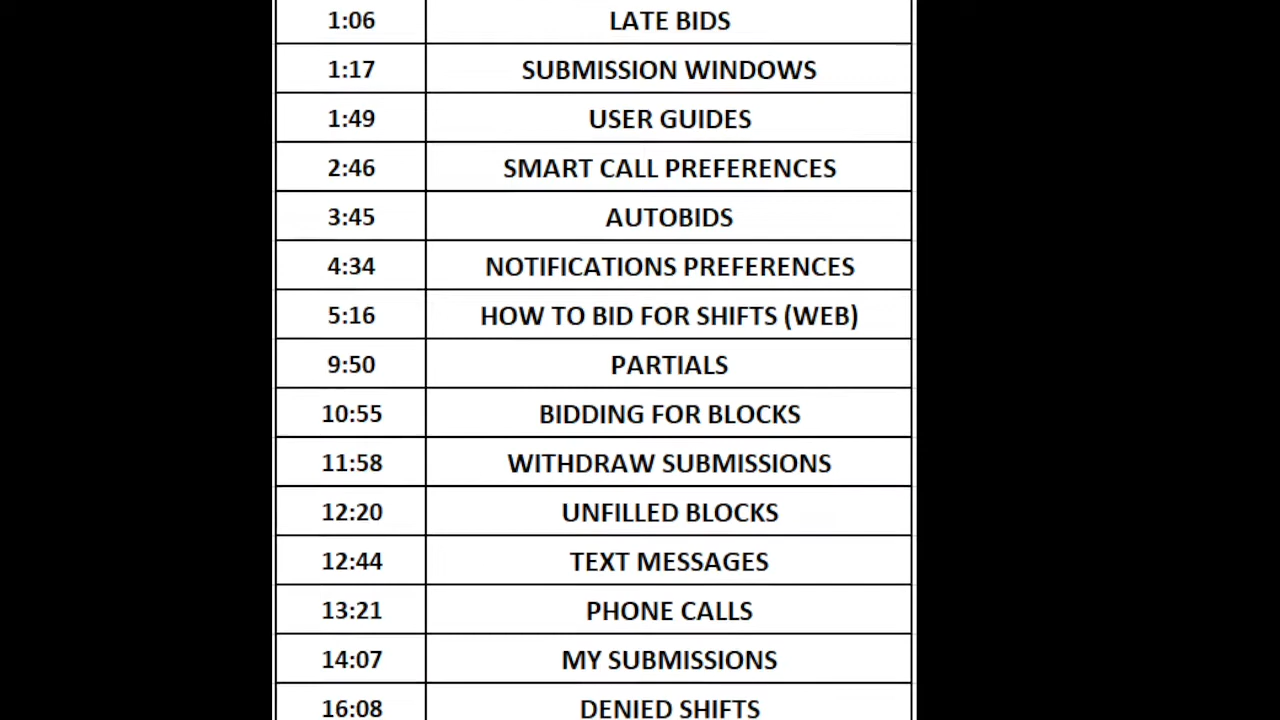 1:06 LATE BIDS
1:17 SUBMISSION WINDOWS
1:49 USER GUIDES
2:46 SMART CALL PREFERENCES
3:45 AUTOBIDS
4:34 NOTIFICATIONS PREFERENCES
5:16 HOW TO BID FOR SHIFTS (WEB)
9:50 PARTIALS
10:55 BIDDING FOR BLOCKS
11:58 WITHDRAW SUBMISSIONS
12:20 UNFILLED BLOCKS
12:44 TEXT MESSAGES
13:21 PHONE CALLS
14:07 MY SUBMISSIONS
16:08 DENIED SHIFTS